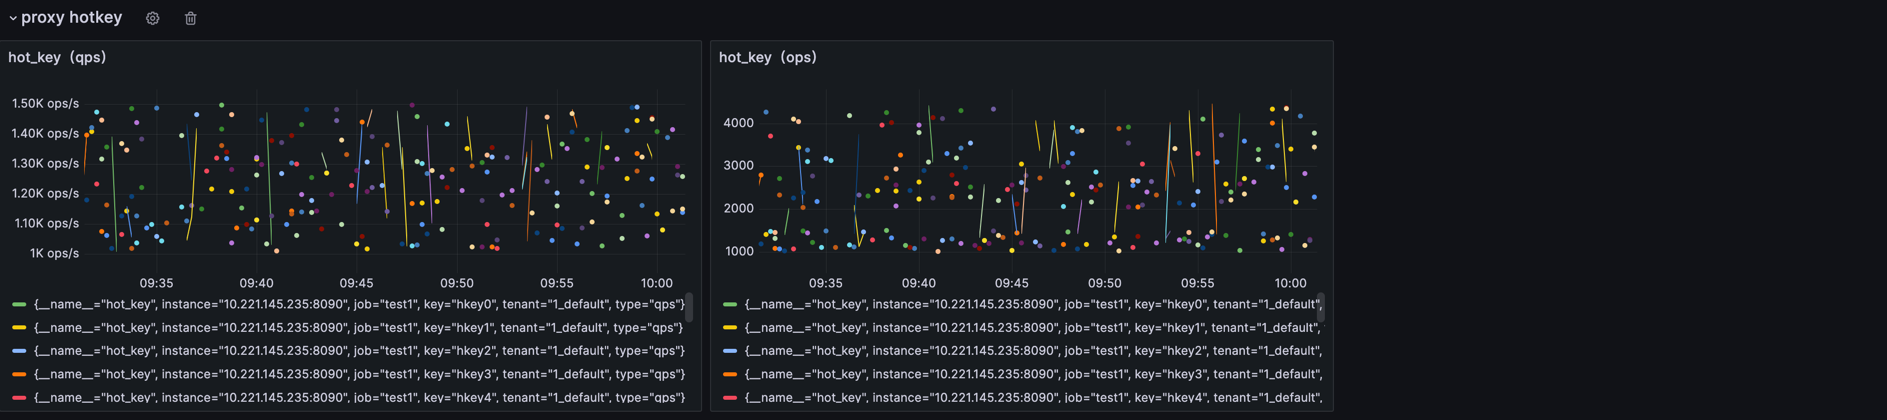 proxy hotkey
hot_key (qps)
1.50K ops/s
1.40K ops/s
1.30K ops/s
1.20K ops/s
1.10K ops/s
1K ops/s
09:35 09:40 09:45 09:50 09:55 10:00
{__name__="hot_key", instance="10.221.145.235:8090", job="test1", key="hkey0", tenant="1_default", type="qps"}
{__name__="hot_key", instance="10.221.145.235:8090", job="test1", key="hkey1", tenant="1_default", type="qps"}
{__name__="hot_key", instance="10.221.145.235:8090", job="test1", key="hkey2", tenant="1_default", type="qps"}
{__name__="hot_key", instance="10.221.145.235:8090", job="test1", key="hkey3", tenant="1_default", type="qps"}
{__name__="hot_key", instance="10.221.145.235:8090", job="test1", key="hkey4", tenant="1_default", type="qps"}
hot_key (ops)
4000
3000
2000
1000
09:35 09:40 09:45 09:50 09:55 10:00
{__name__="hot_key", instance="10.221.145.235:8090", job="test1", key="hkey0", tenant="1_default",
{__name__="hot_key", instance="10.221.145.235:8090", job="test1", key="hkey1", tenant="1_default",
{__name__="hot_key", instance="10.221.145.235:8090", job="test1", key="hkey2", tenant="1_default",
{__name__="hot_key", instance="10.221.145.235:8090", job="test1", key="hkey3", tenant="1_default",
{__name__="hot_key", instance="10.221.145.235:8090", job="test1", key="hkey4", tenant="1_default",